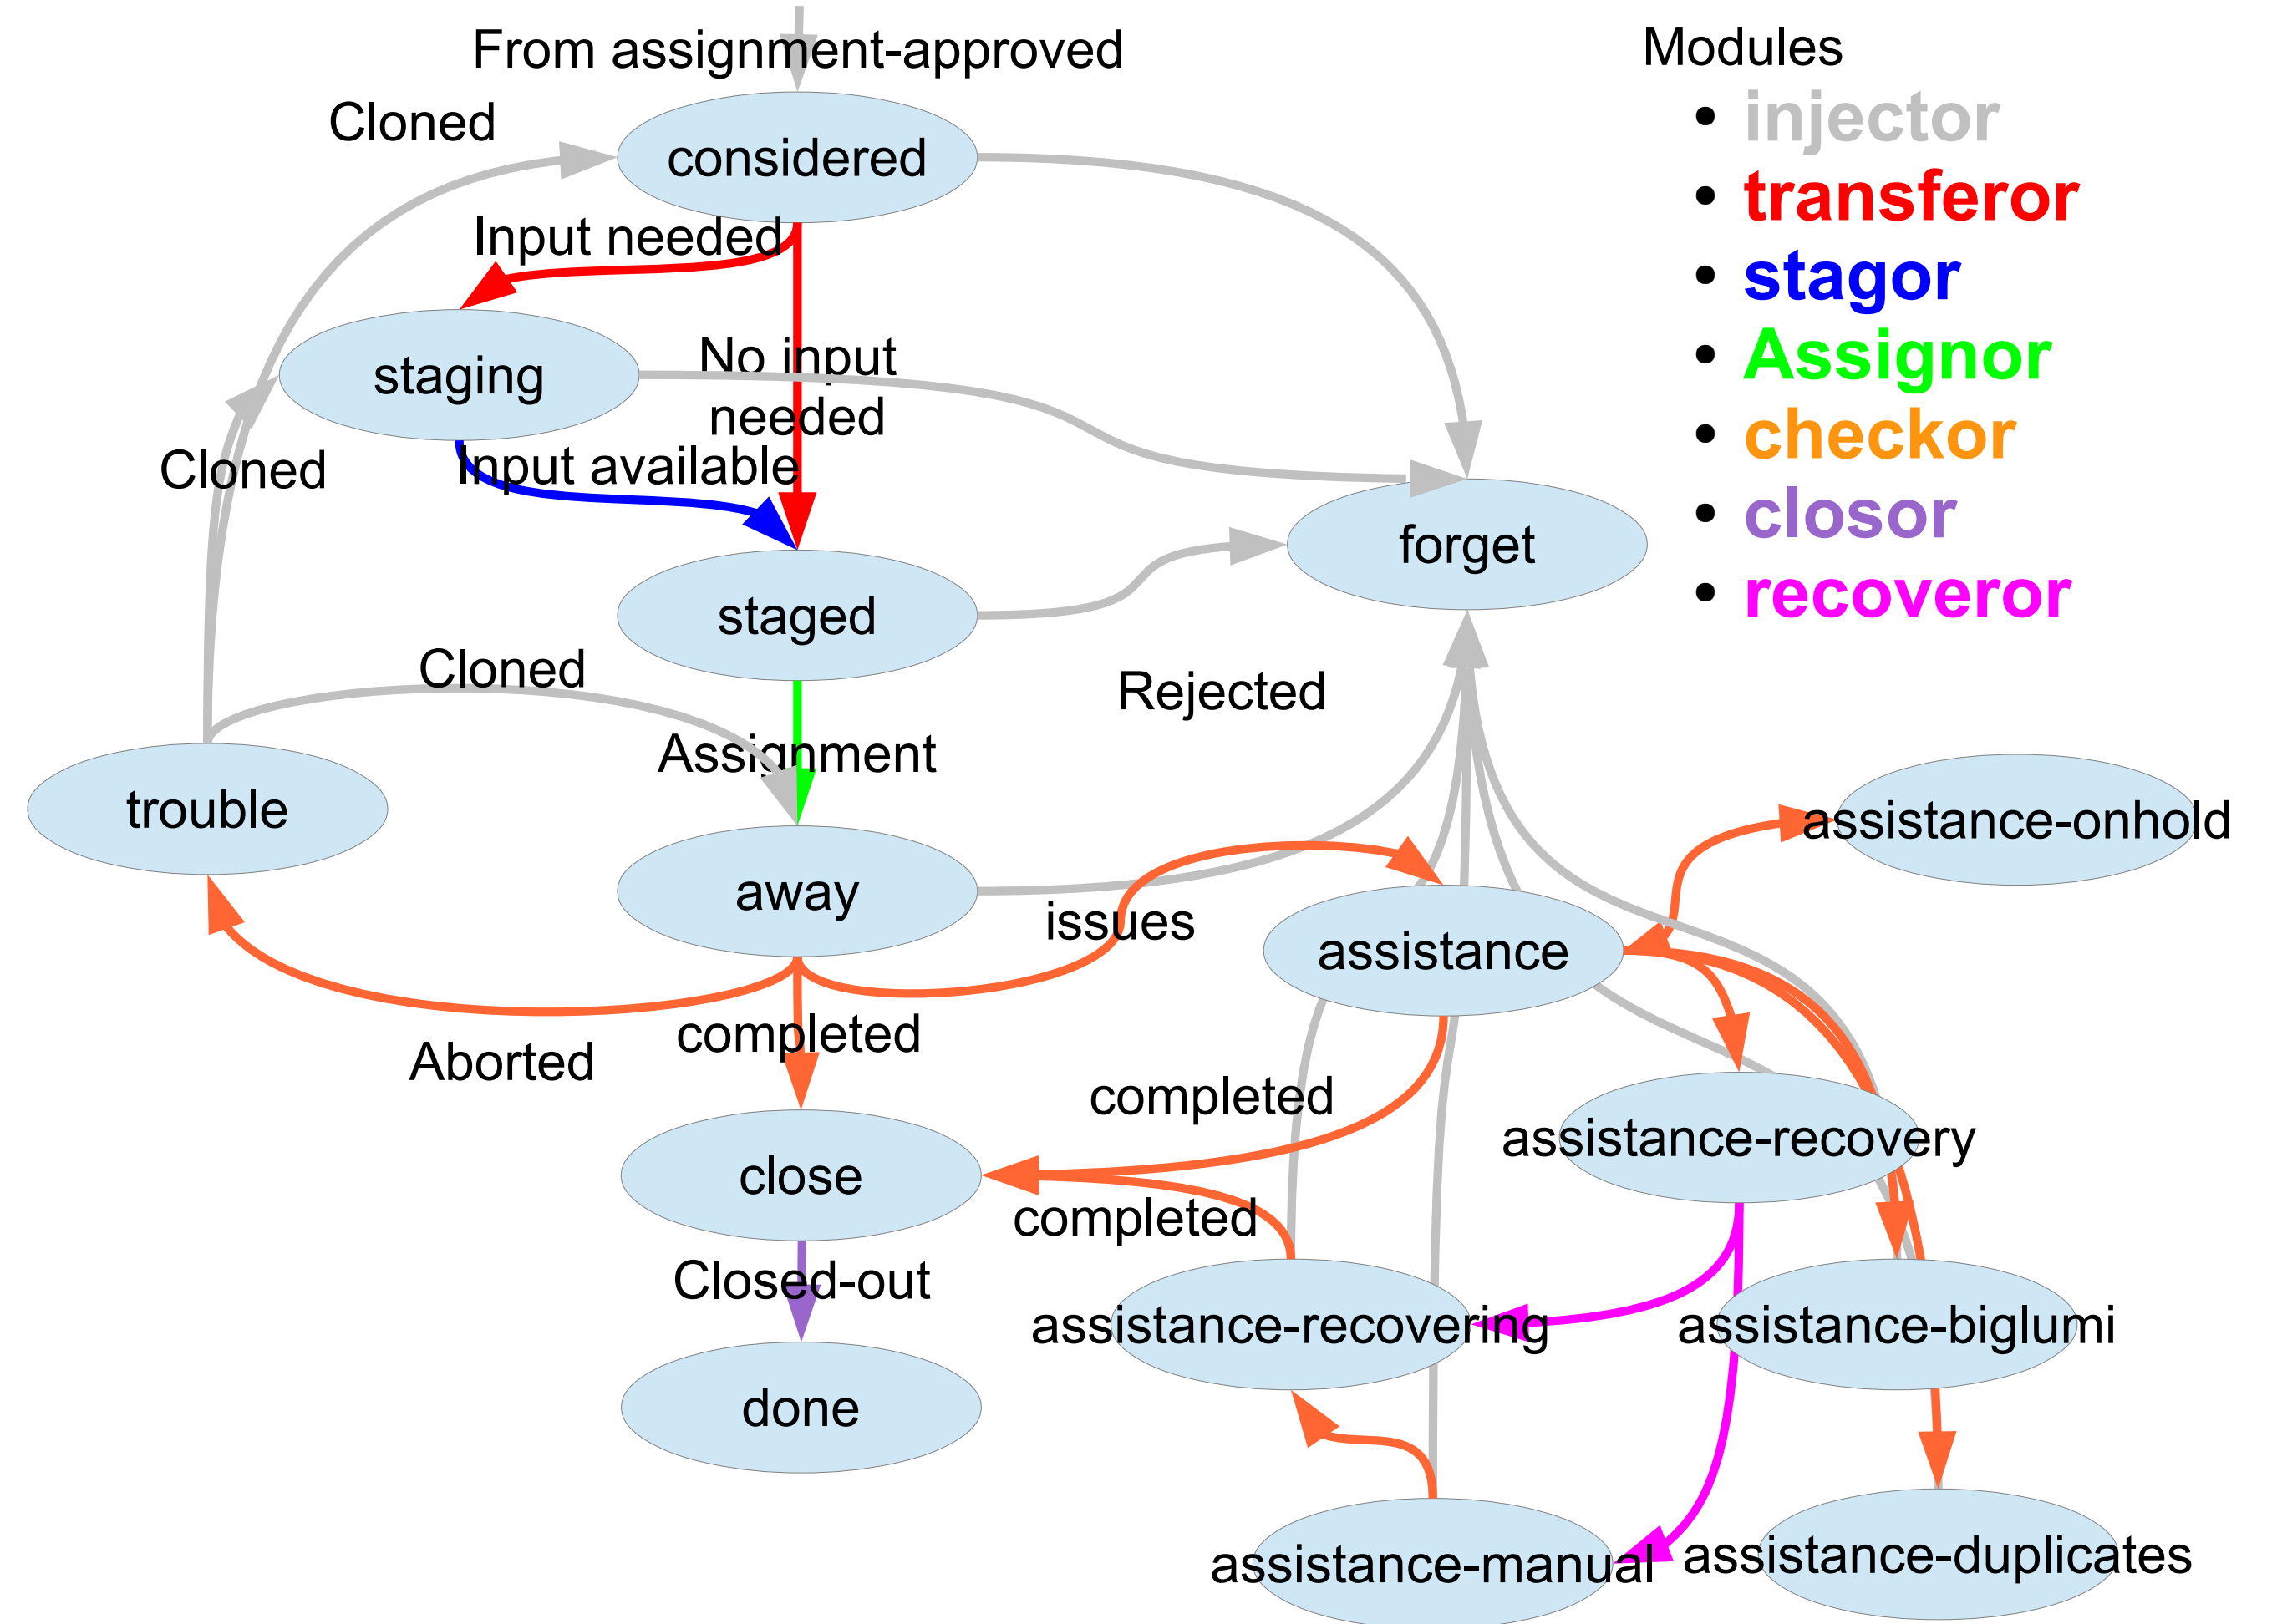 From assignment-approved
Modules
injector
transferor
stagor
Assignor
checkor
closor
recoveror
Cloned
considered
Input needed
staging
No input
needed
Cloned
Input available
forget
staged
Cloned
Rejected
Assignment
trouble
assistance-onhold
away
issues
assistance
completed
Aborted
completed
assistance-recovery
close
completed
Closed-out
assistance-recovering
assistance-biglumi
done
assistance-manual
assistance-duplicates